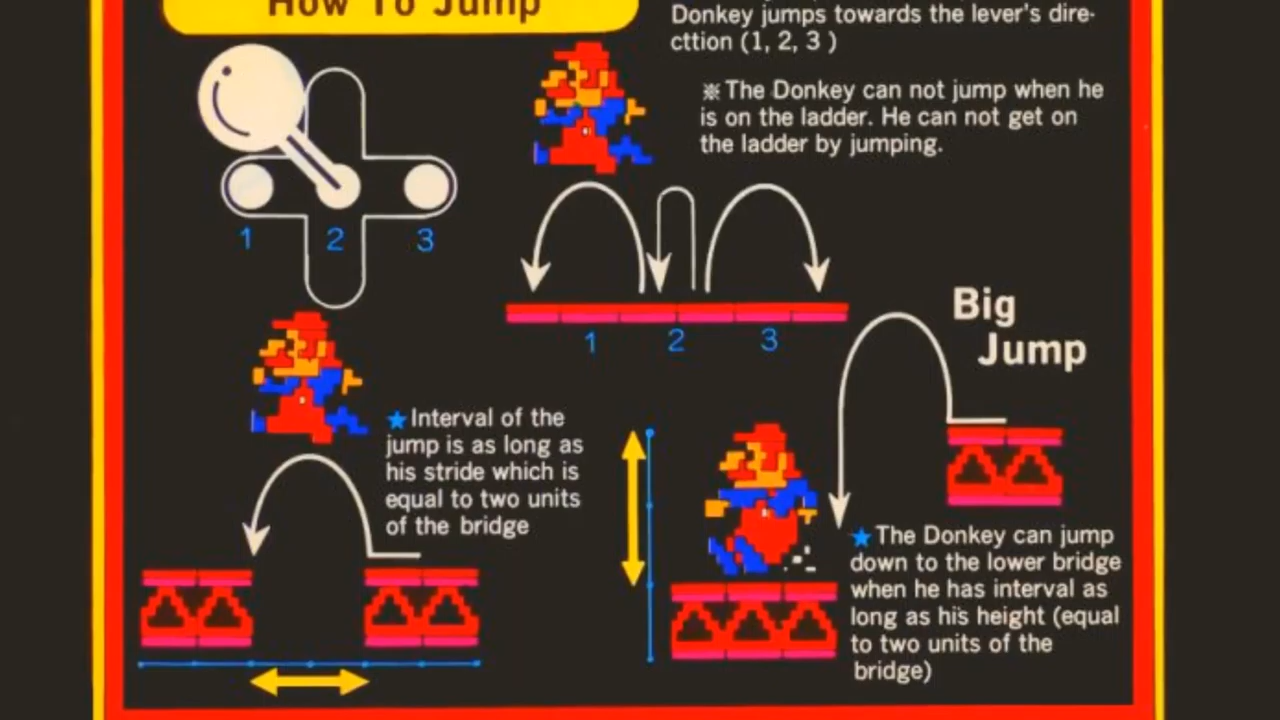 How To Jump
Donkey jumps towards the lever's dire-
cttion (1, 2, 3 )
※ The Donkey can not jump when he
is on the ladder. He can not get on
the ladder by jumping.
1 2 3
1 2 3
Big
Jump
★Interval of the
jump is as long as
his stride which is
equal to two units
of the bridge
★The Donkey can jump
down to the lower bridge
when he has interval as
long as his height (equal
to two units of the
bridge)